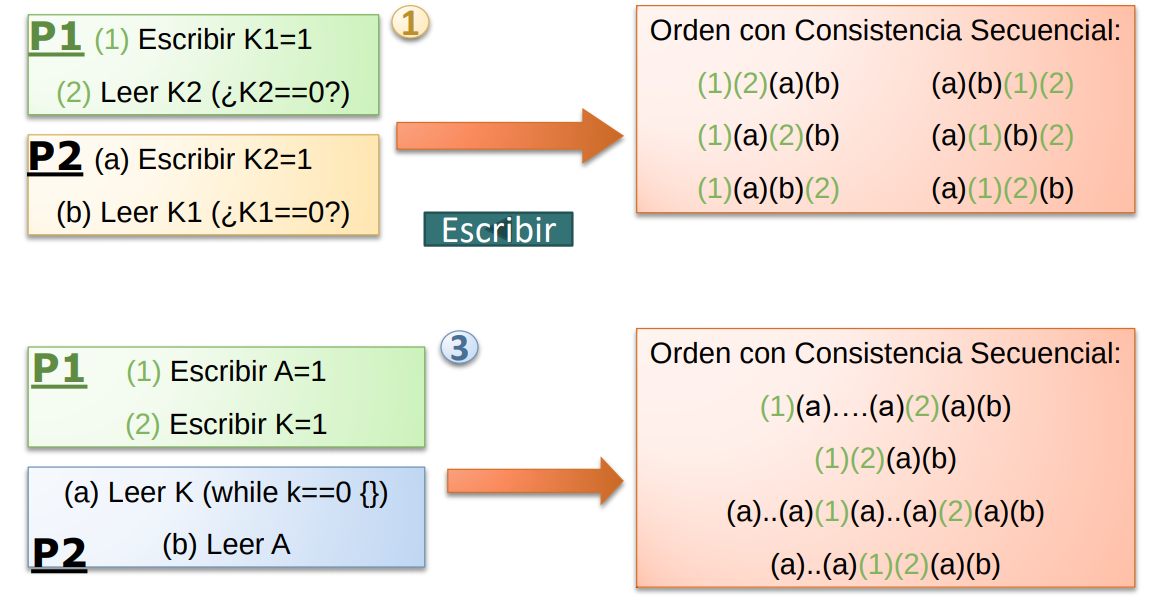 P1 (1) Escribir K1=1
(2) Leer K2 (¿K2==0?)
1
P2 (a) Escribir K2=1
(b) Leer K1 (¿K1==0?)
Orden con Consistencia Secuencial:
(1)(2)(a)(b) (a)(b)(1)(2)
(1)(a)(2)(b) (a)(1)(b)(2)
(1)(a)(b)(2) (a)(1)(2)(b)
Escribir
P1 (1) Escribir A=1
(2) Escribir K=1
3
(a) Leer K (while k==0 {})
P2 (b) Leer A
Orden con Consistencia Secuencial:
(1)(a)….(a)(2)(a)(b)
(1)(2)(a)(b)
(a)..(a)(1)(a)..(a)(2)(a)(b)
(a)..(a)(1)(2)(a)(b)